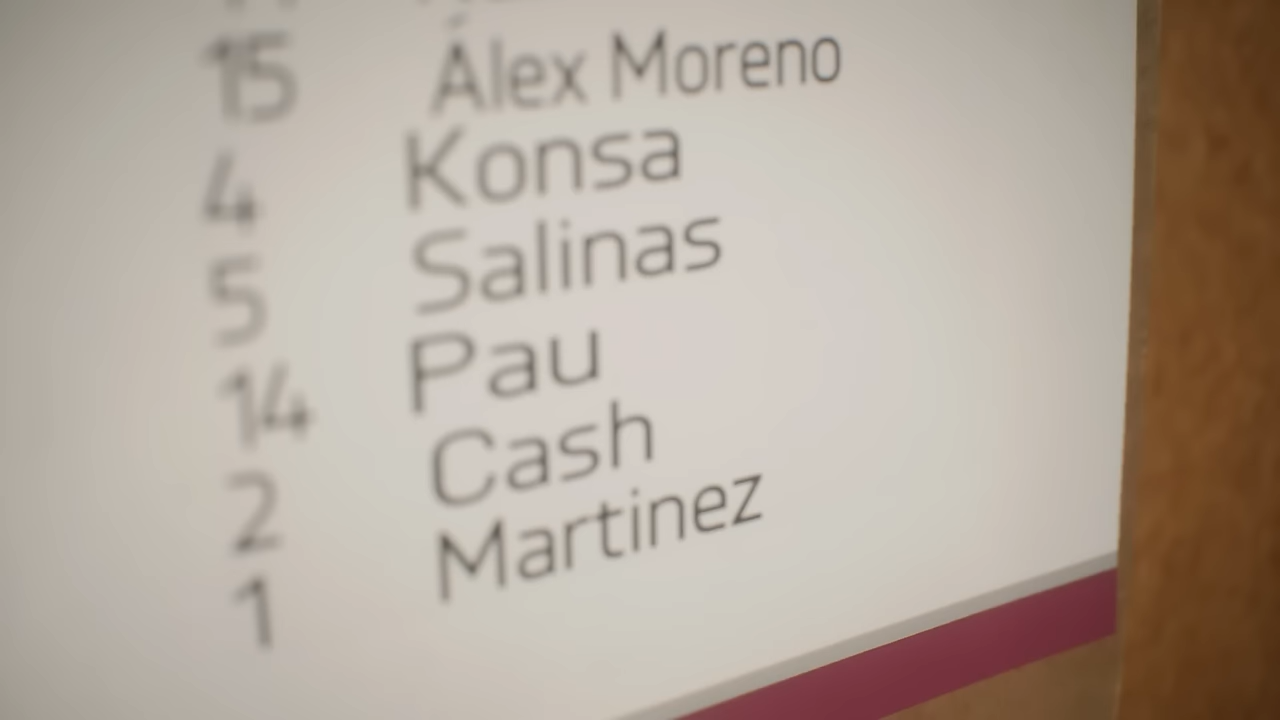 15 Álex Moreno
4 Konsa
5 Salinas
14 Pau
2 Cash
1 Martinez